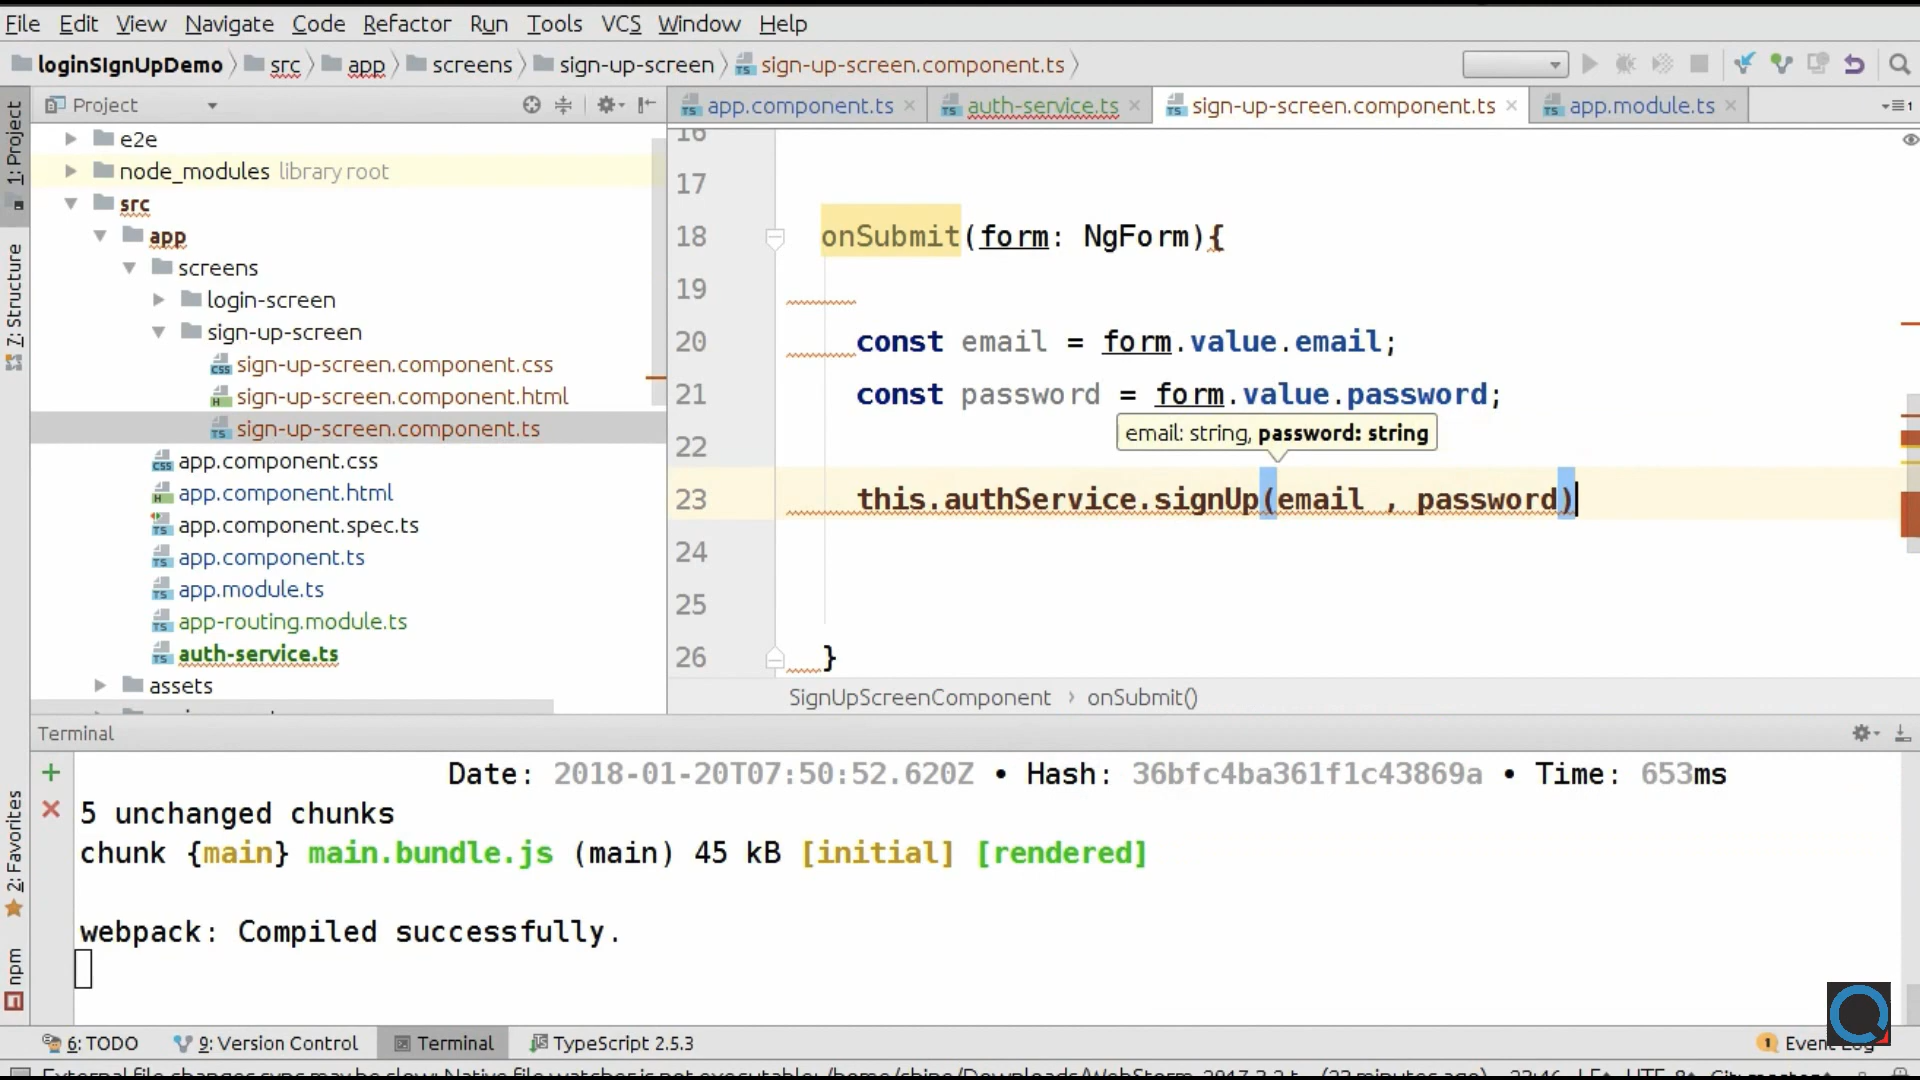 File Edit View Navigate Code Refactor Run Tools VCS Window Help
loginSIgnUpDemo src app screens sign-up-screen sign-up-screen.component.ts
Project
app.component.ts auth-service.ts sign-up-screen.component.ts app.module.ts 1
1: Project
7: Structure
2: Favorites
npm
e2e
node_modules library root
src
app
screens
login-screen
sign-up-screen
sign-up-screen.component.css
sign-up-screen.component.html
sign-up-screen.component.ts
app.component.css
app.component.html
app.component.spec.ts
app.component.ts
app.module.ts
app-routing.module.ts
auth-service.ts
assets
16
17
18 onSubmit(form: NgForm){
19
20 const email = form.value.email;
21 const password = form.value.password;
email: string, password: string
22
23 this.authService.signUp(email , password)
24
25
26 }
SignUpScreenComponent › onSubmit()
Terminal
Date: 2018-01-20T07:50:52.620Z • Hash: 36bfc4ba361f1c43869a • Time: 653ms
5 unchanged chunks
chunk {main} main.bundle.js (main) 45 kB [initial] [rendered]
webpack: Compiled successfully.
6: TODO 9: Version Control Terminal TypeScript 2.5.3 1 Event Log